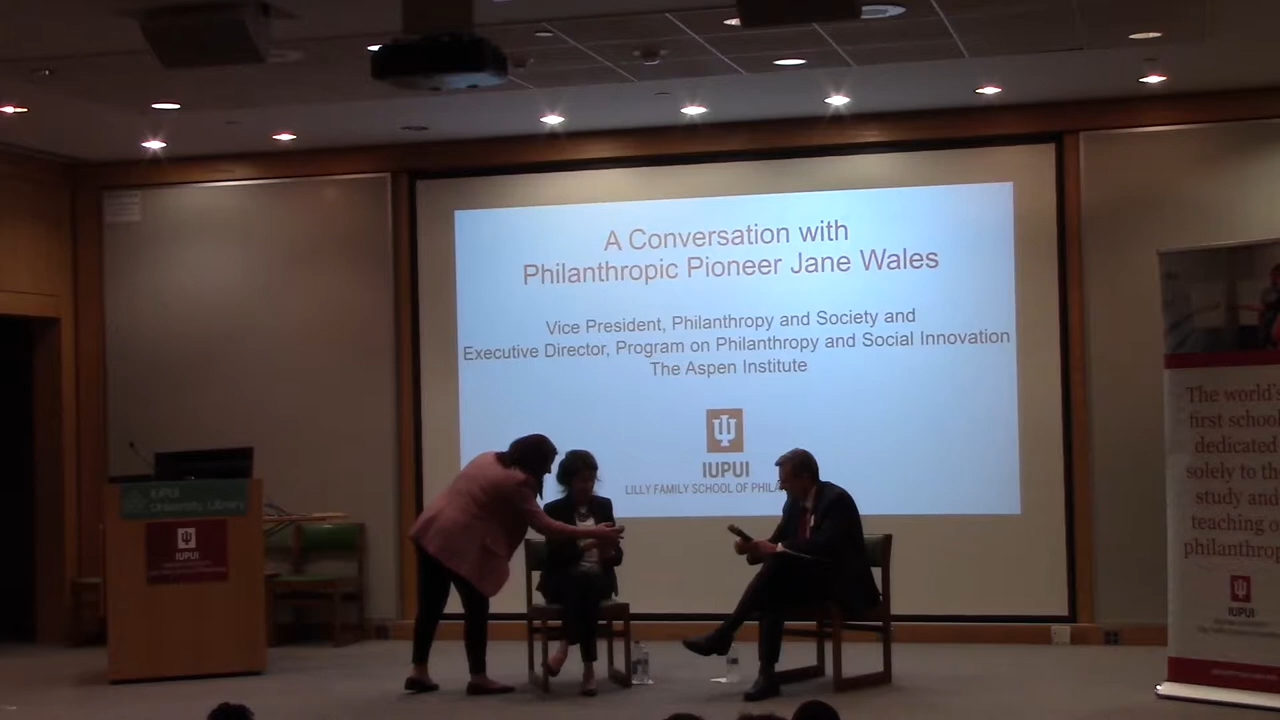 A Conversation with
Philanthropic Pioneer Jane Wales
Vice President, Philanthropy and Society and
Executive Director, Program on Philanthropy and Social Innovation
The Aspen Institute
IUPUI
LILLY FAMILY SCHOOL OF PHILA
IUPUI
University Library
IUPUI
The world's
first school
dedicated
solely to the
study and
teaching o
philanthrop
IUPUI